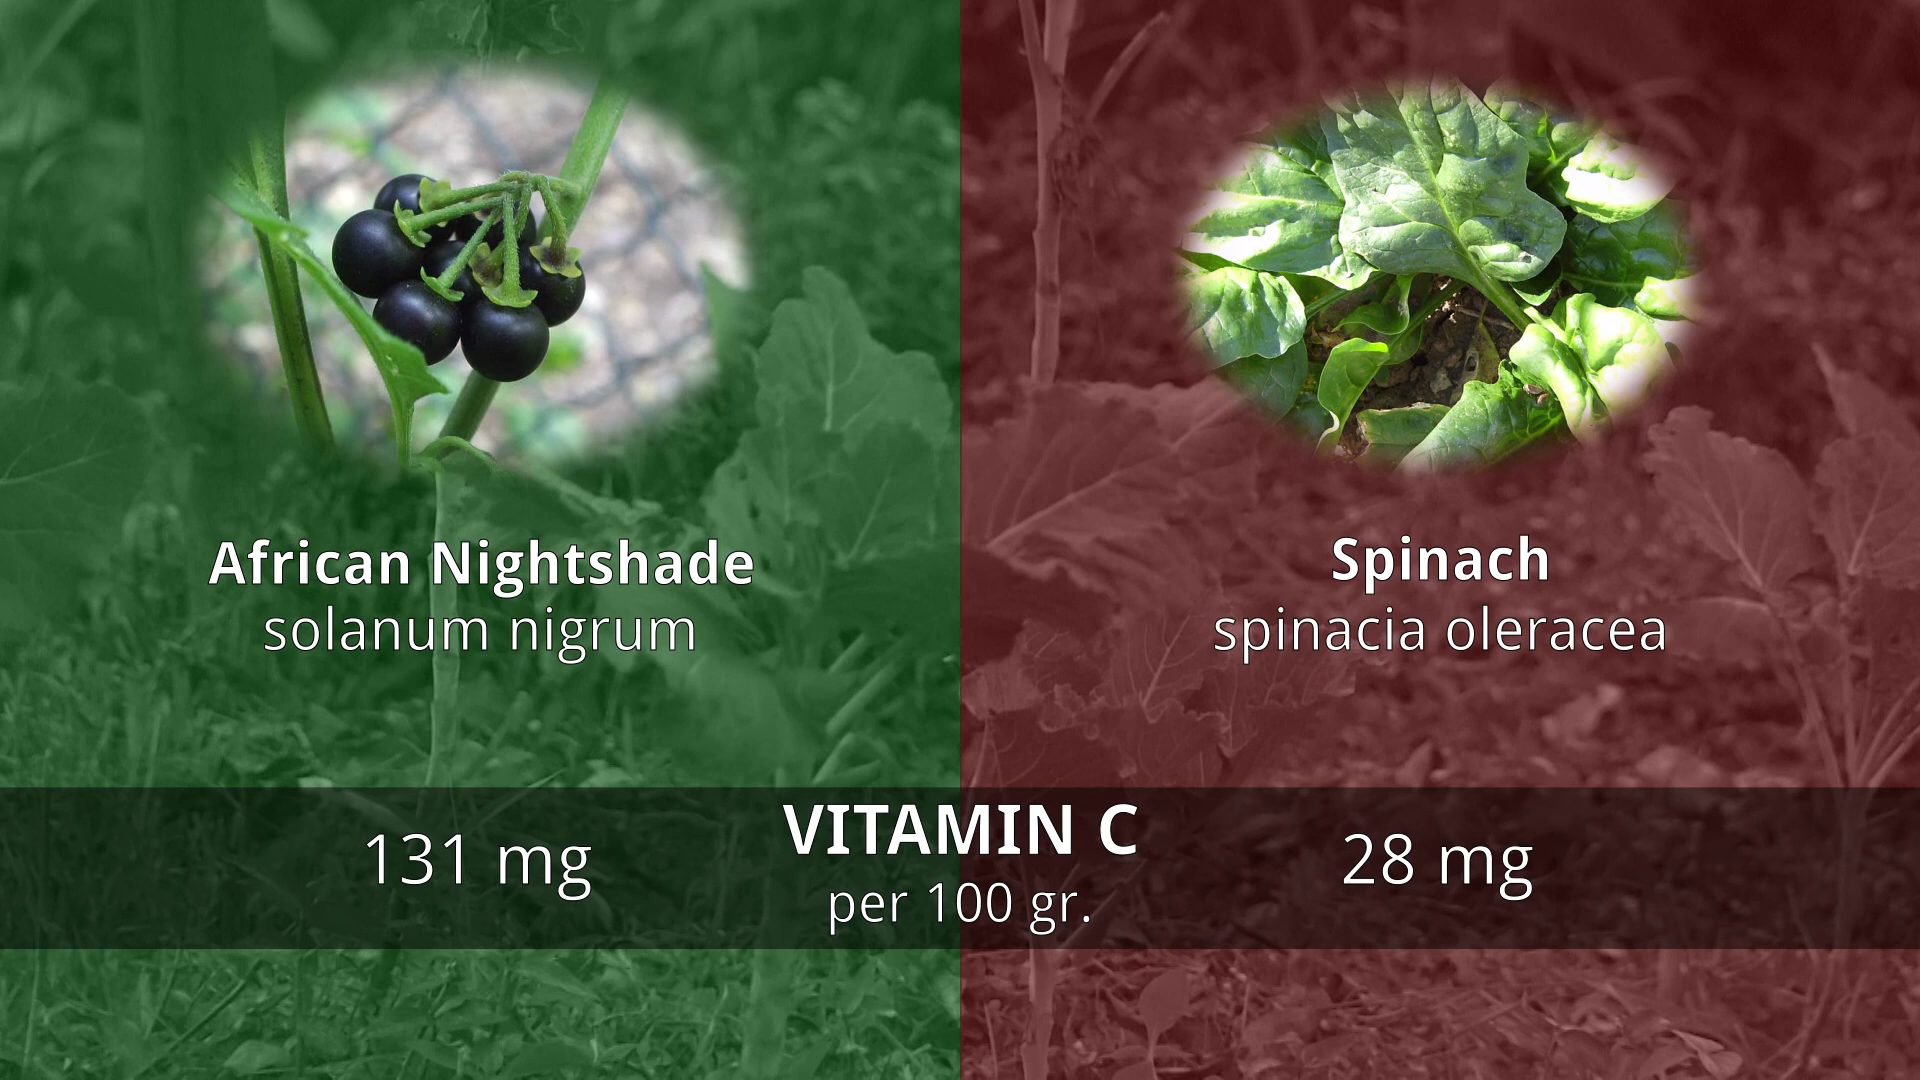 African Nightshade
solanum nigrum
Spinach
spinacia oleracea
131 mg
VITAMIN C
per 100 gr.
28 mg